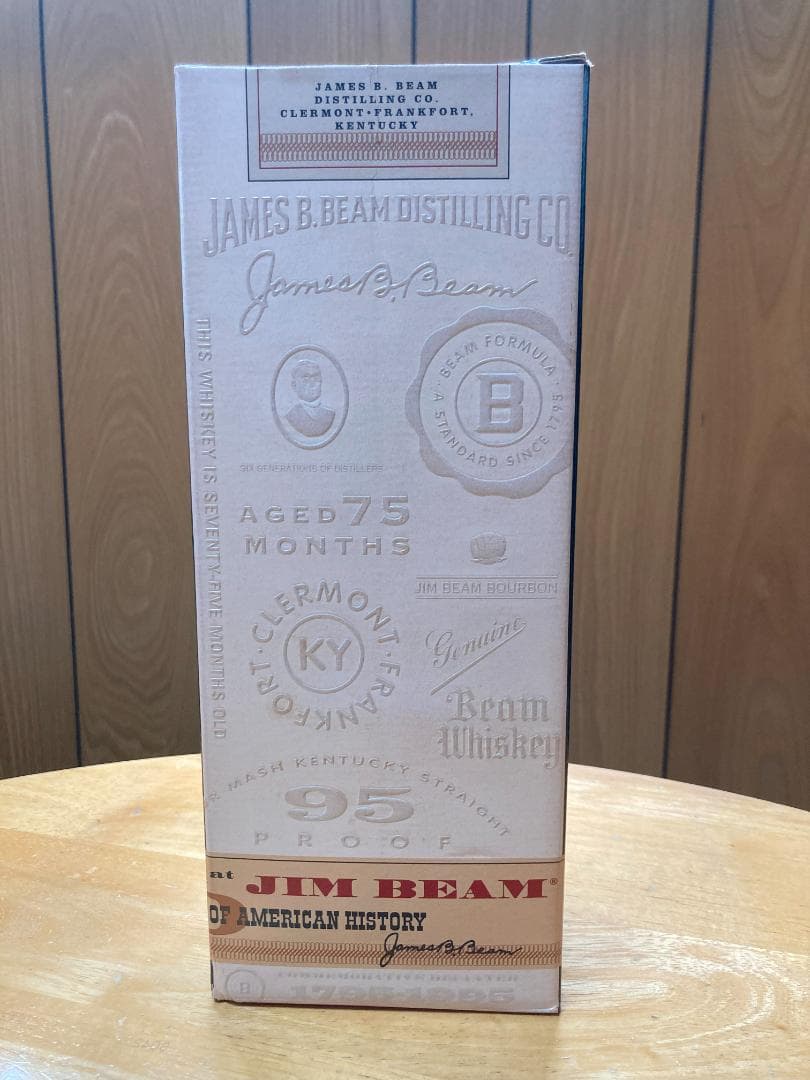 JAMES B. BEAM
DISTILLING CO.
CLERMONT•FRANKFORT,
KENTUCKY
JAMES B. BEAM DISTILLING CO.
James B. Beam
THIS WHISKEY IS SEVENTY-FIVE MONTHS OLD
SIX GENERATIONS OF DISTILLERS
BEAM FORMULA
B
A STANDARD SINCE 1795
AGED 75
MONTHS
JIM BEAM BOURBON
CLERMONT·FRANKFORT·
KY
Genuine
Beam
Whiskey
R MASH KENTUCKY STRAIGHT
95
PROOF
at JIM BEAM®
OF AMERICAN HISTORY
James B. Beam
B
1795-1995